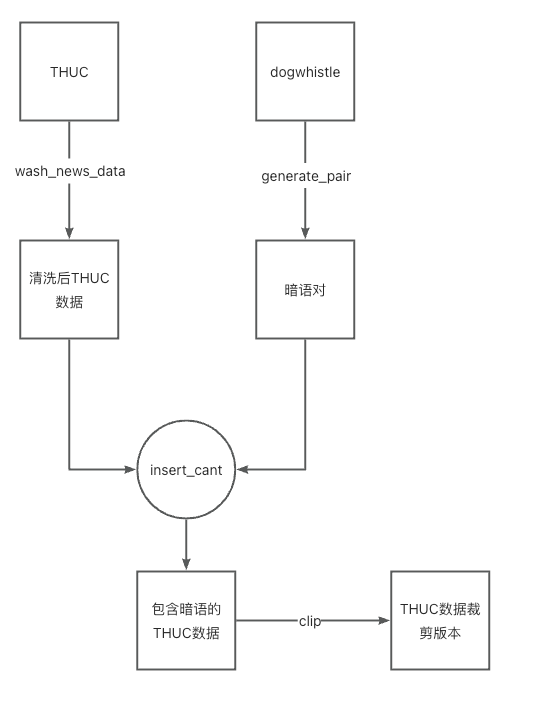 THUC
dogwhistle
wash_news_data
generate_pair
清洗后THUC
数据
暗语对
insert_cant
包含暗语的
THUC数据
clip
THUC数据裁
剪版本